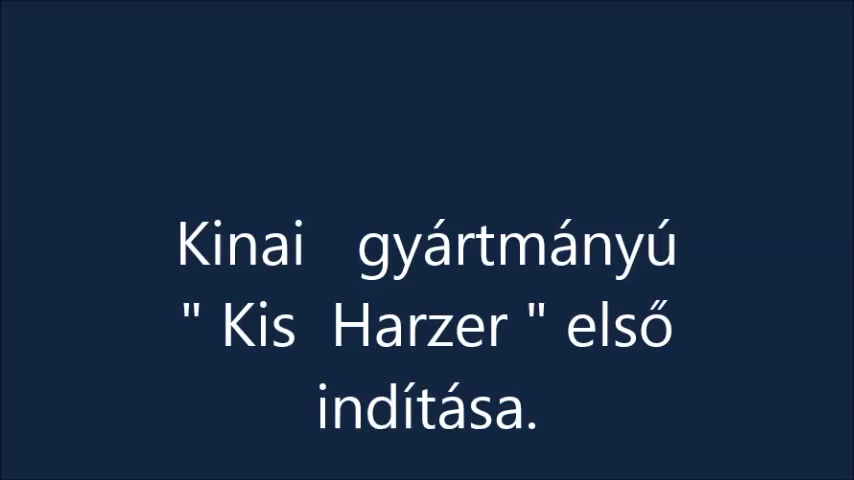 Kinai gyártmányú
" Kis Harzer " első
indítása.